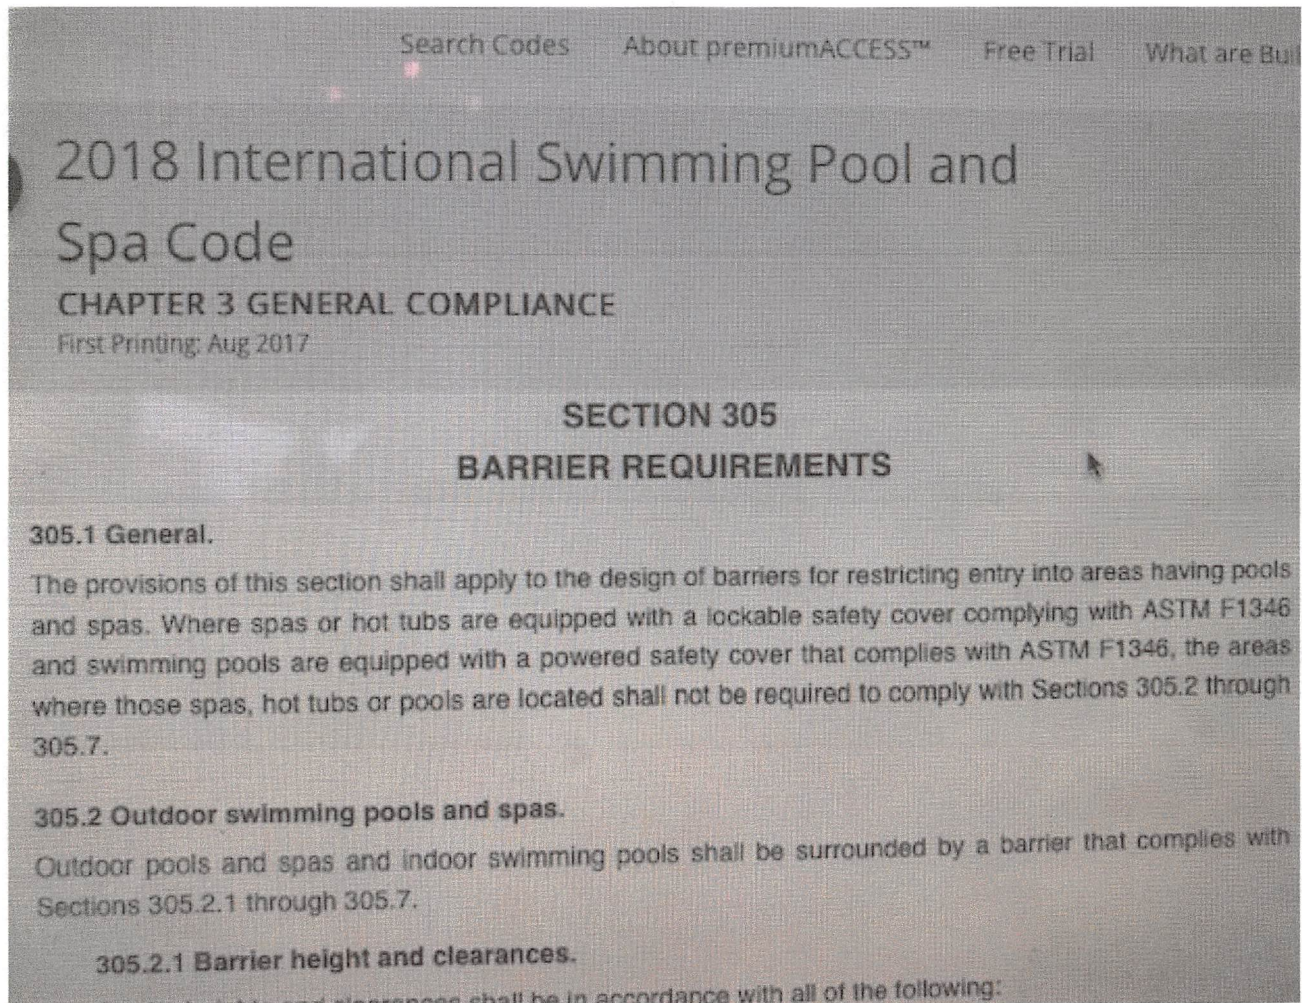 Search Codes About premiumACCESS™ Free Trial What are
2018 International Swimming Pool and
Spa Code
CHAPTER 3 GENERAL COMPLIANCE
First Printing: Aug 2017
SECTION 305
BARRIER REQUIREMENTS
305.1 General.
The provisions of this section shall apply to the design of barriers for restricting entry into areas having pools
and spas. Where spas or hot tubs are equipped with a lockable safety cover complying with ASTM F1346
and swimming pools are equipped with a powered safety cover that complies with ASTM F1346, the areas
where those spas, hot tubs or pools are located shall not be required to comply with Sections 305.2 through
305.7.
305.2 Outdoor swimming pools and spas.
Outdoor pools and spas and indoor swimming pools shall be surrounded by a barrier that complies with
Sections 305.2.1 through 305.7.
305.2.1 Barrier height and clearances.
shall be in accordance with all of the following: